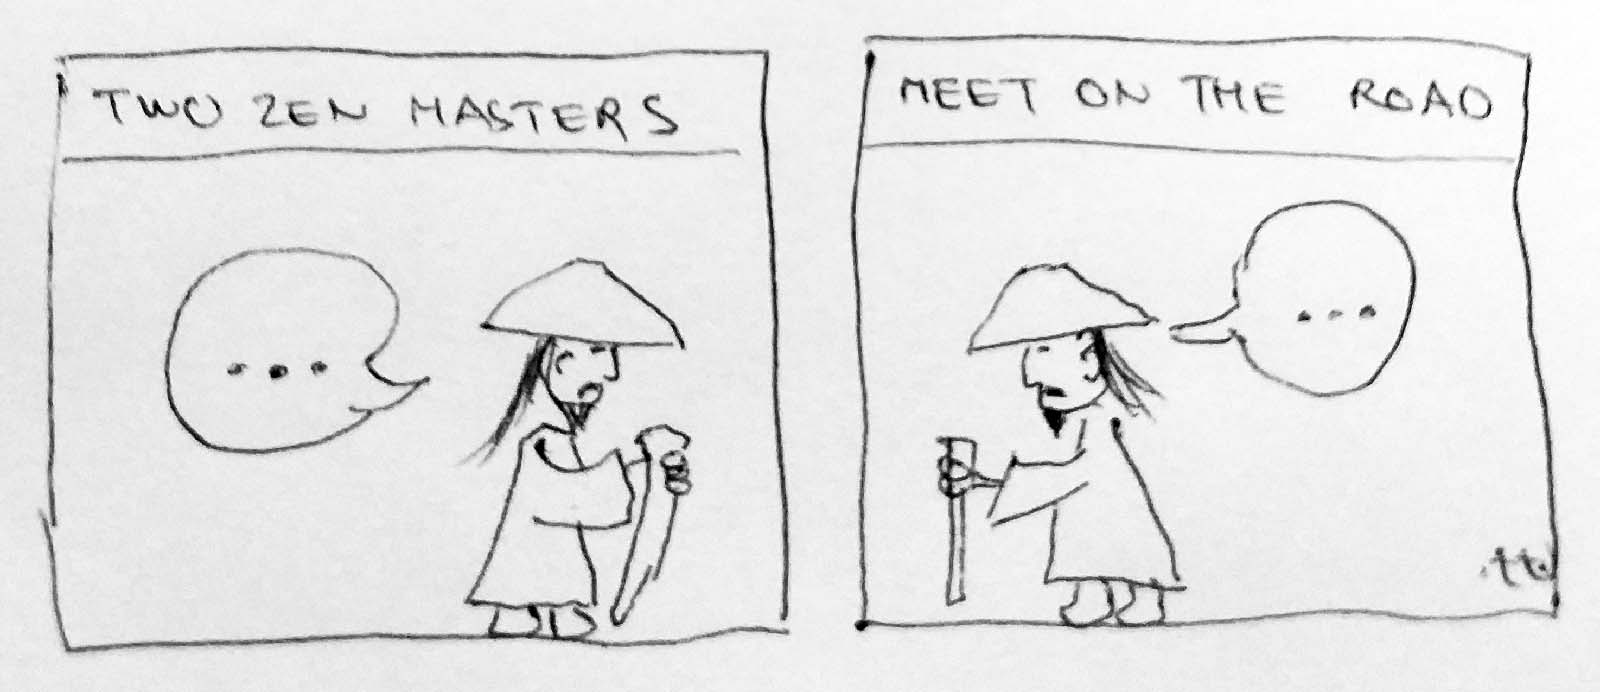 TWO ZEN MASTERS
...
MEET ON THE ROAD
...